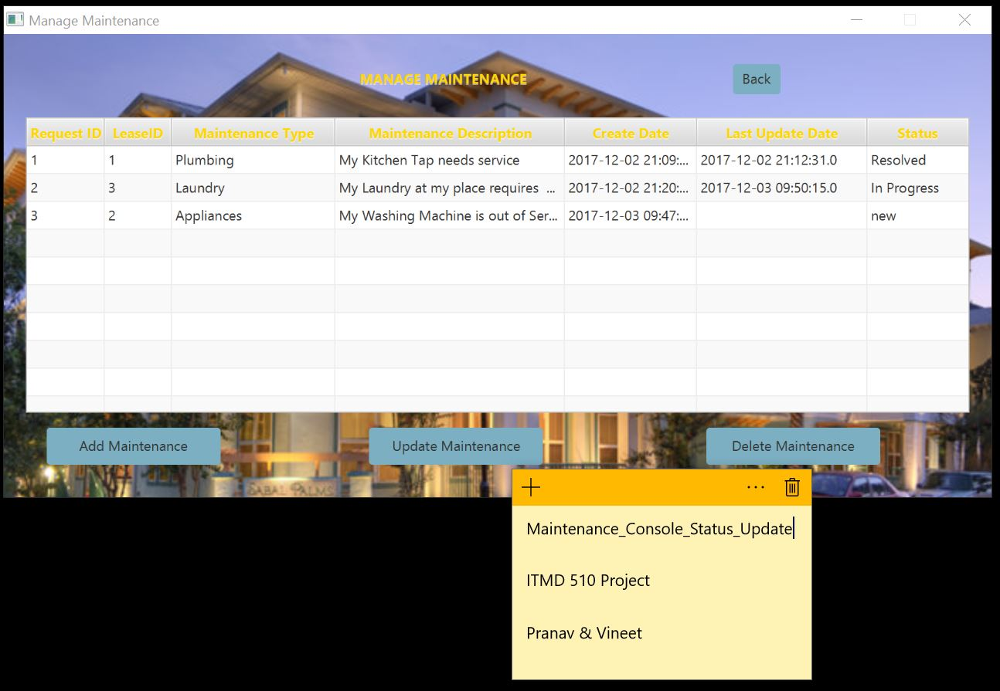 Manage Maintenance
MANAGE MAINTENANCE
Back
Request ID LeaseID Maintenance Type Maintenance Description Create Date Last Update Date Status
1 1 Plumbing My Kitchen Tap needs service 2017-12-02 21:09:... 2017-12-02 21:12:31.0 Resolved
2 3 Laundry My Laundry at my place requires ... 2017-12-02 21:20:... 2017-12-03 09:50:15.0 In Progress
3 2 Appliances My Washing Machine is out of Ser... 2017-12-03 09:47:... new
Add Maintenance Update Maintenance Delete Maintenance
SABAL PALMS
Maintenance_Console_Status_Update
ITMD 510 Project
Pranav & Vineet